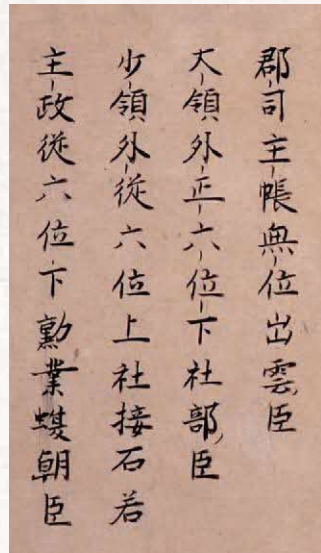 郡司主帳無位出雲臣
大領外正六位下社部臣
少領外従六位上社接石君
主政従六位下勲業蝮朝臣